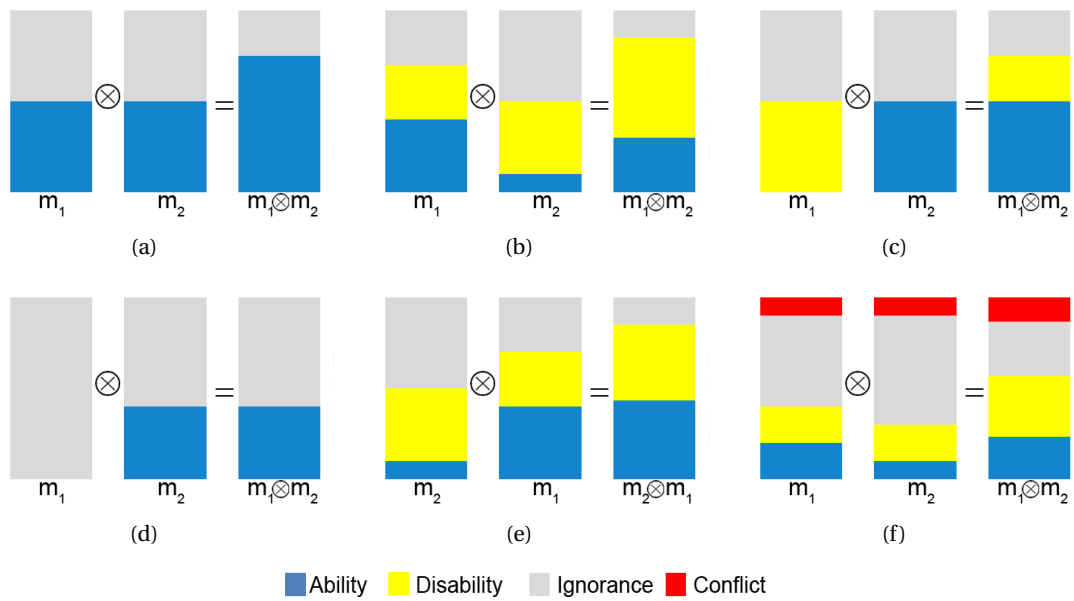 m1 ⊗ m2 = m1⊗m2
(a)
m1 ⊗ m2 = m1⊗m2
(b)
m1 ⊗ m2 = m1⊗m2
(c)
m1 ⊗ m2 = m1⊗m2
(d)
m2 ⊗ m1 = m2⊗m1
(e)
m1 ⊗ m2 = m1⊗m2
(f)
Ability Disability Ignorance Conflict